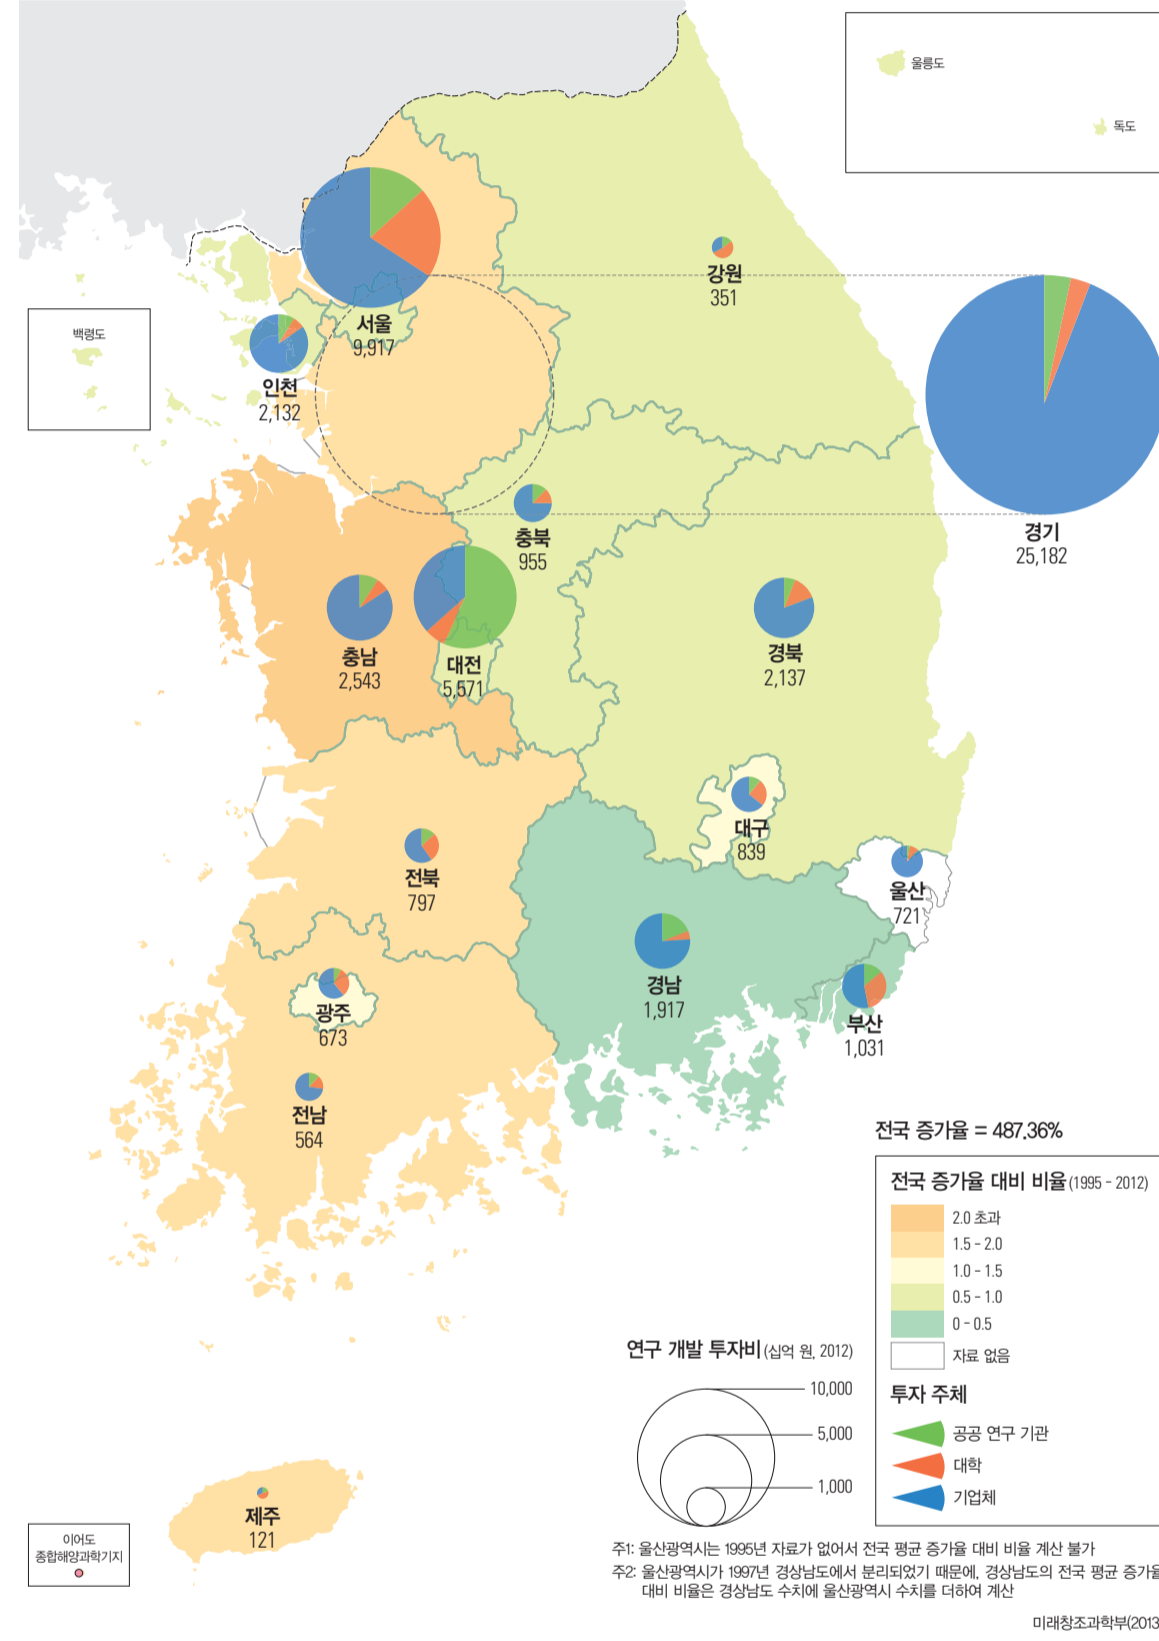 울릉도
독도
백령도
강원
351
서울
9,917
인천
2,132
경기
25,182
충북
955
충남
2,543
대전
5,571
경북
2,137
대구
839
전북
797
울산
721
경남
1,917
광주
673
부산
1,031
전남
564
제주
121
이어도
종합해양과학기지
전국 증가율 = 487.36%
전국 증가율 대비 비율 (1995 - 2012)
2.0 초과
1.5 - 2.0
1.0 - 1.5
0.5 - 1.0
0 - 0.5
자료 없음
투자 주체
공공 연구 기관
대학
기업체
연구 개발 투자비 (십억 원, 2012)
10,000
5,000
1,000
주1: 울산광역시는 1995년 자료가 없어서 전국 평균 증가율 대비 비율 계산 불가
주2: 울산광역시가 1997년 경상남도에서 분리되었기 때문에, 경상남도의 전국 평균 증가율
대비 비율은 경상남도 수치에 울산광역시 수치를 더하여 계산
미래창조과학부(2013